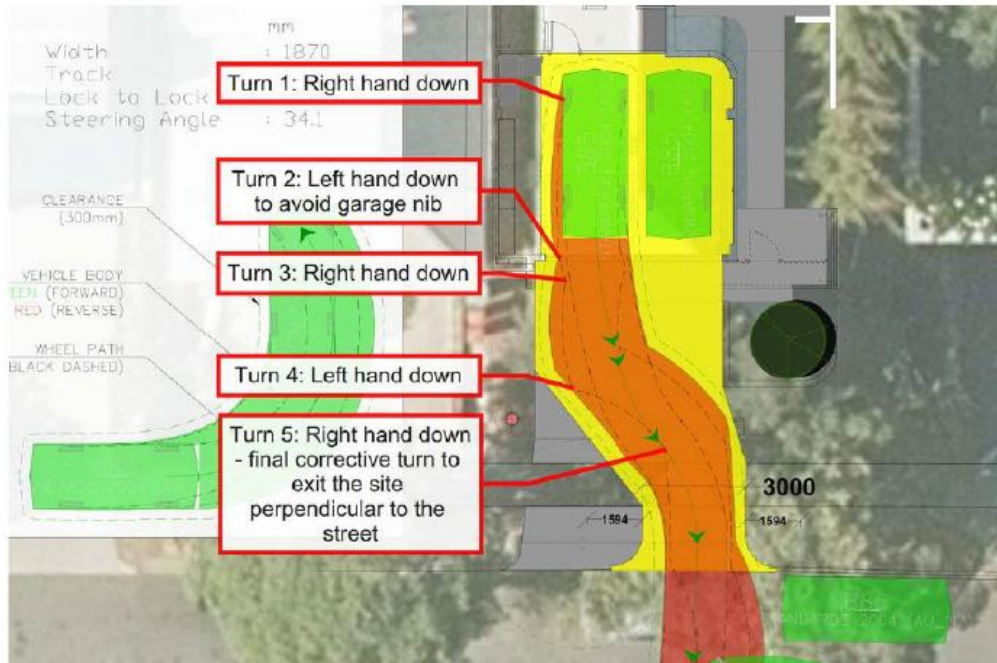 mm
Width : 1870
Track
Lock to Lock
Steering Angle : 34.1
Turn 1: Right hand down
Turn 2: Left hand down
to avoid garage nib
CLEARANCE
(300mm)
Turn 3: Right hand down
VEHICLE BODY
(FORWARD)
RED (REVERSE)
WHEEL PATH
BLACK DASHED)
Turn 4: Left hand down
Turn 5: Right hand down
- final corrective turn to
exit the site
perpendicular to the
street
3000
1594
1594
B85
B85